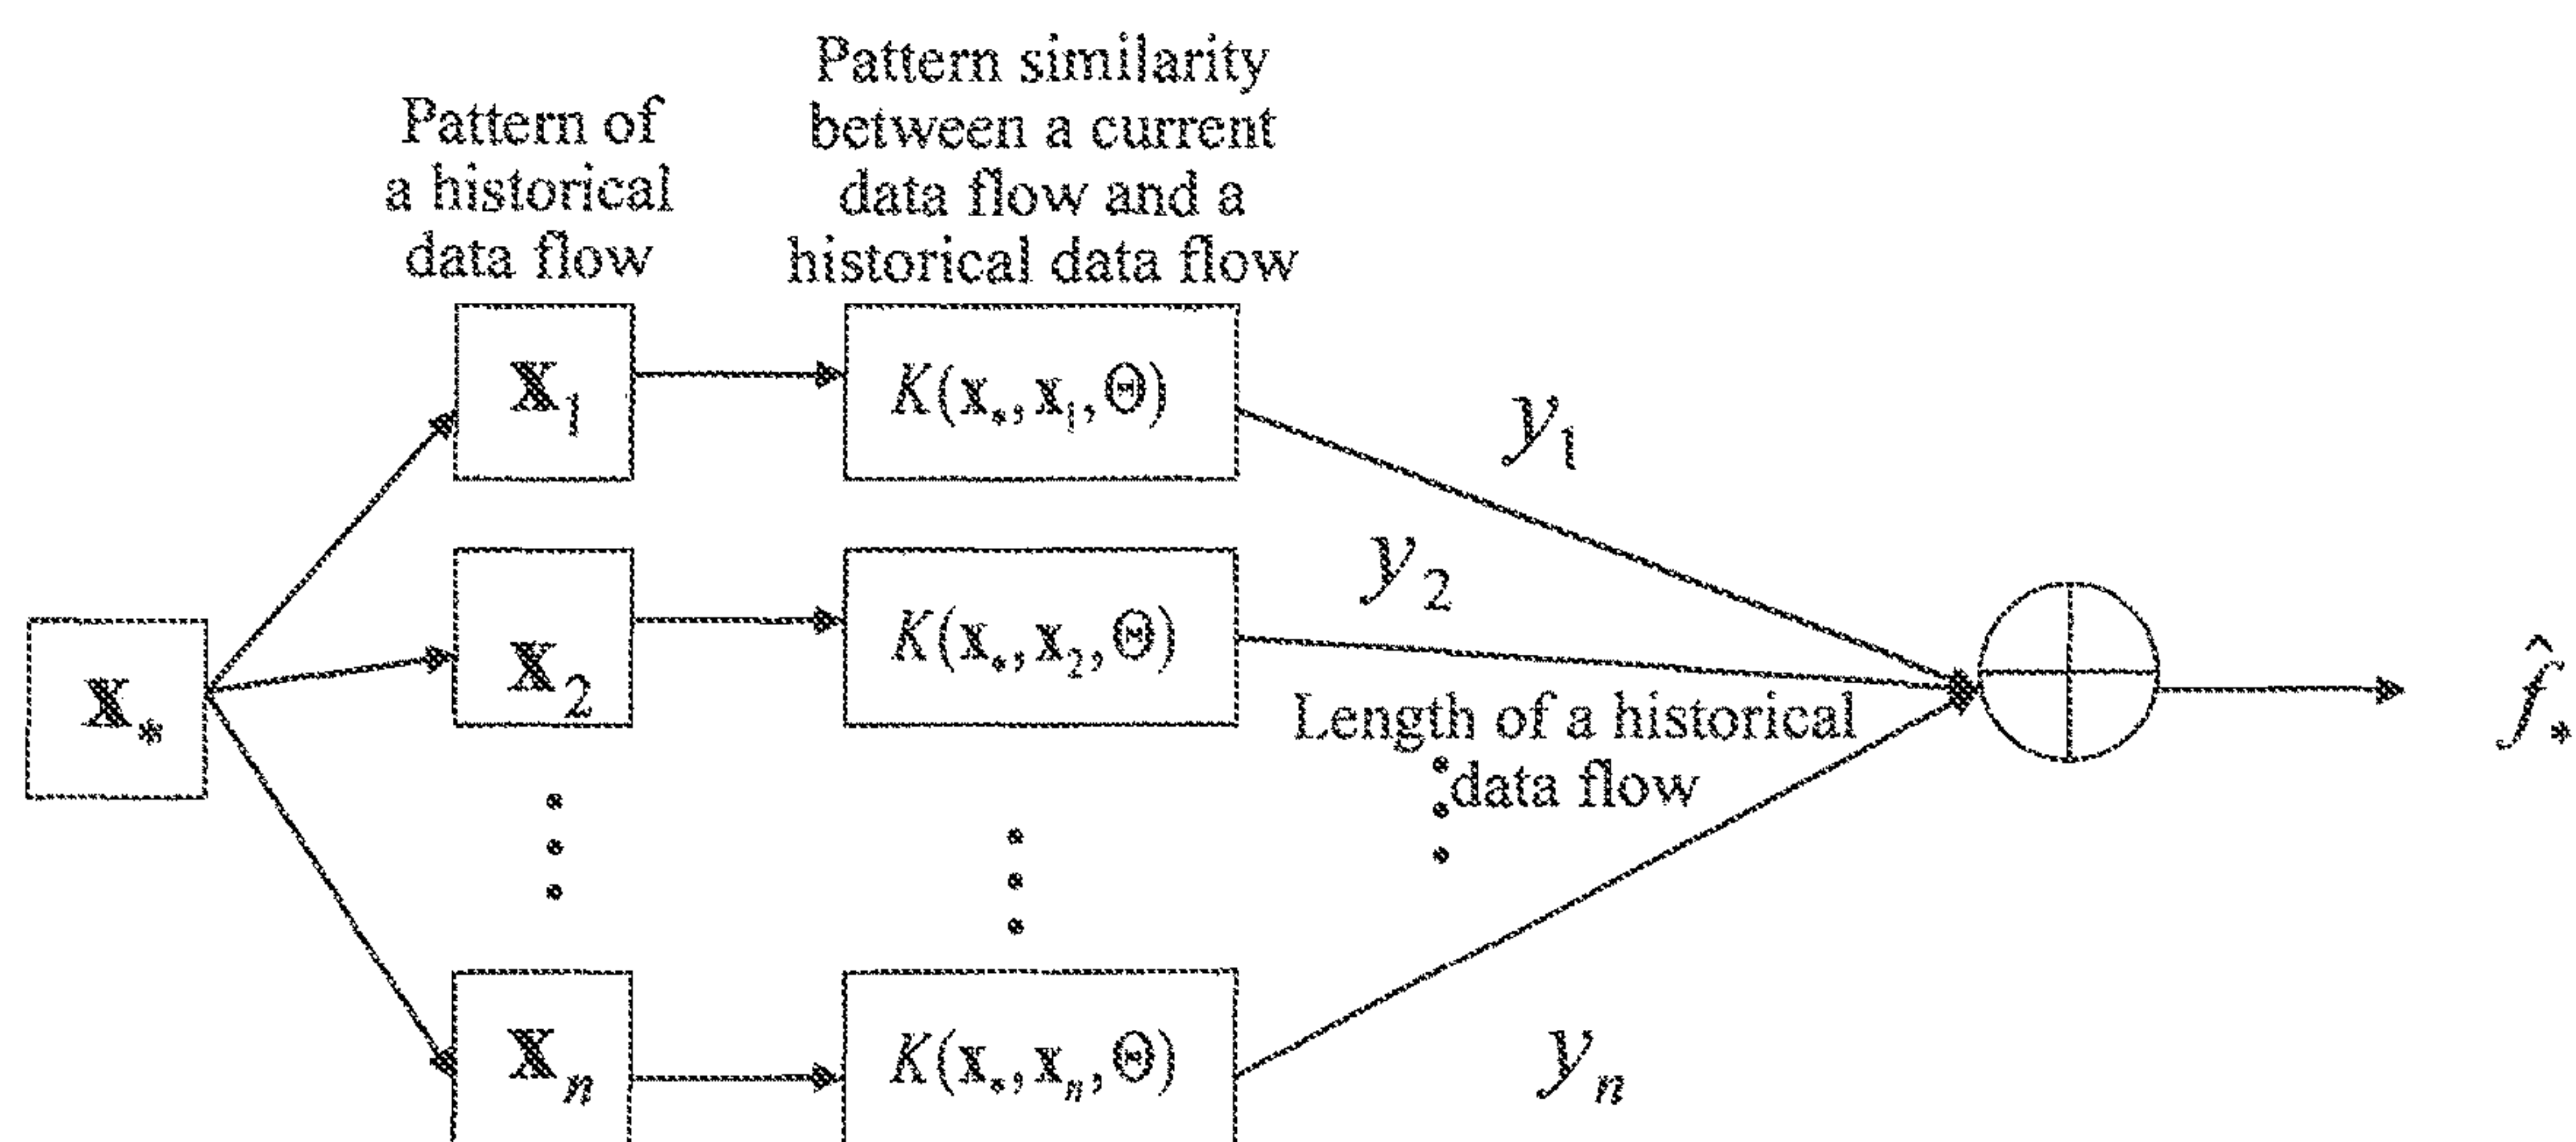 Pattern of
a historical
data flow
Pattern similarity
between a current
data flow and a
historical data flow
x₁
K(x*, x₁, Θ)
y₁
x₂
K(x*, x₂, Θ)
y₂
x*
Length of a historical
data flow
f̂*
xₙ
K(x*, xₙ, Θ)
yₙ